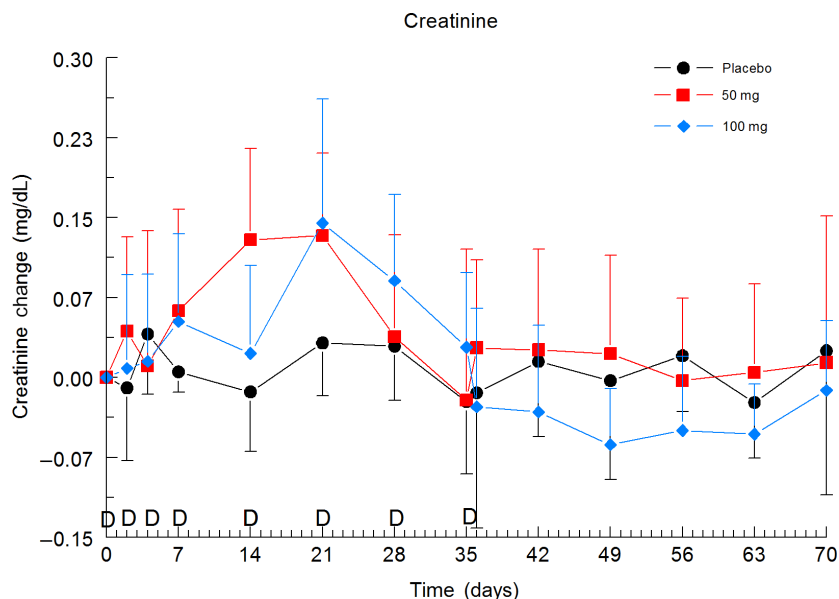 Creatinine
Placebo
50 mg
100 mg
Creatinine change (mg/dL)
0.30
0.23
0.15
0.07
0.00
−0.07
−0.15
D D D D D D D D
0 7 14 21 28 35 42 49 56 63 70
Time (days)